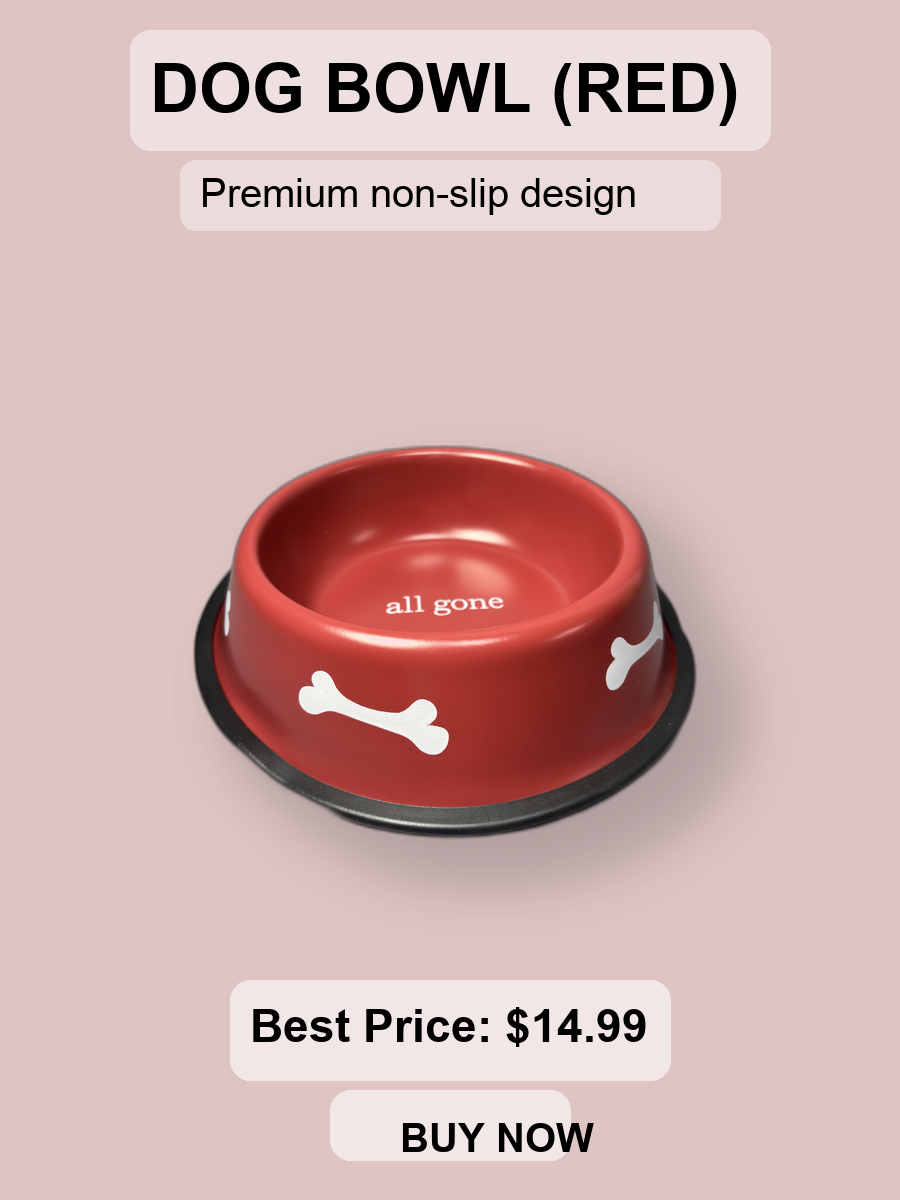 DOG BOWL (RED)
Premium non-slip design
all gone
Best Price: $14.99
BUY NOW